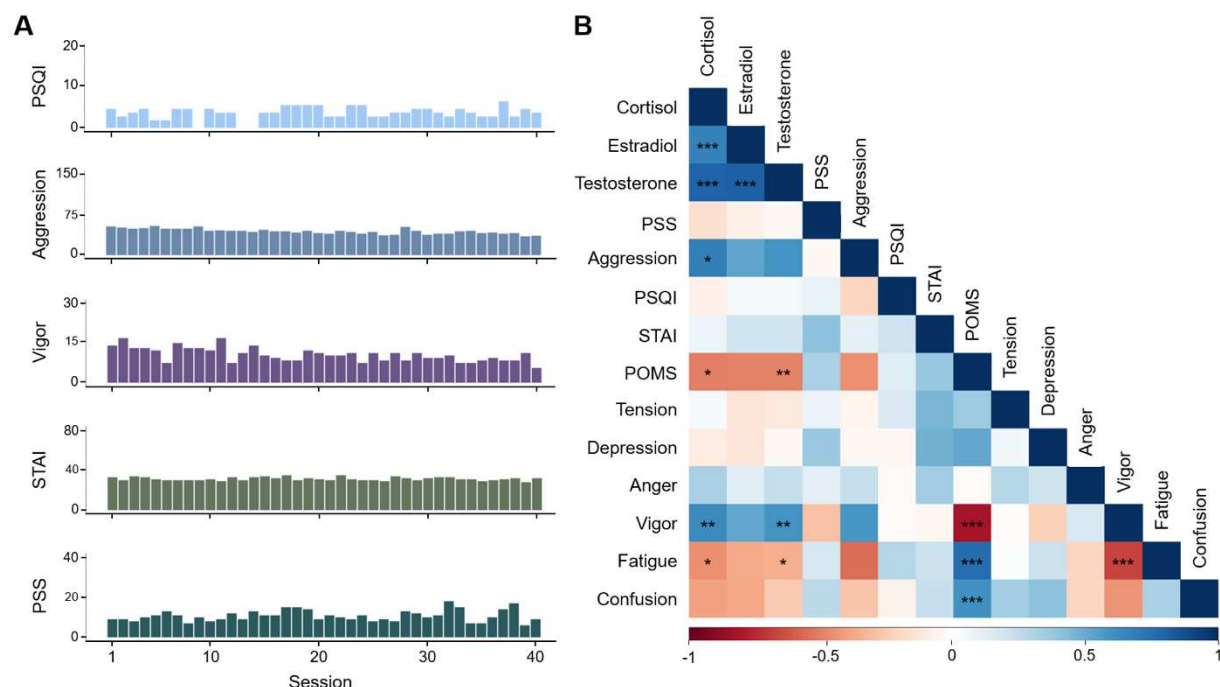 A
PSQI
20
10
0
Aggression
150
75
0
Vigor
30
15
0
STAI
80
40
0
PSS
40
20
0
1
10
20
30
40
Session
B
Cortisol
Estradiol
Testosterone
PSS
Aggression
PSQI
STAI
POMS
Tension
Depression
Anger
Vigor
Fatigue
Confusion
Cortisol
Estradiol ***
Testosterone *** ***
PSS
Aggression *
PSQI
STAI
POMS * **
Tension
Depression
Anger
Vigor ** ** ***
Fatigue * * *** ***
Confusion ***
-1 -0.5 0 0.5 1